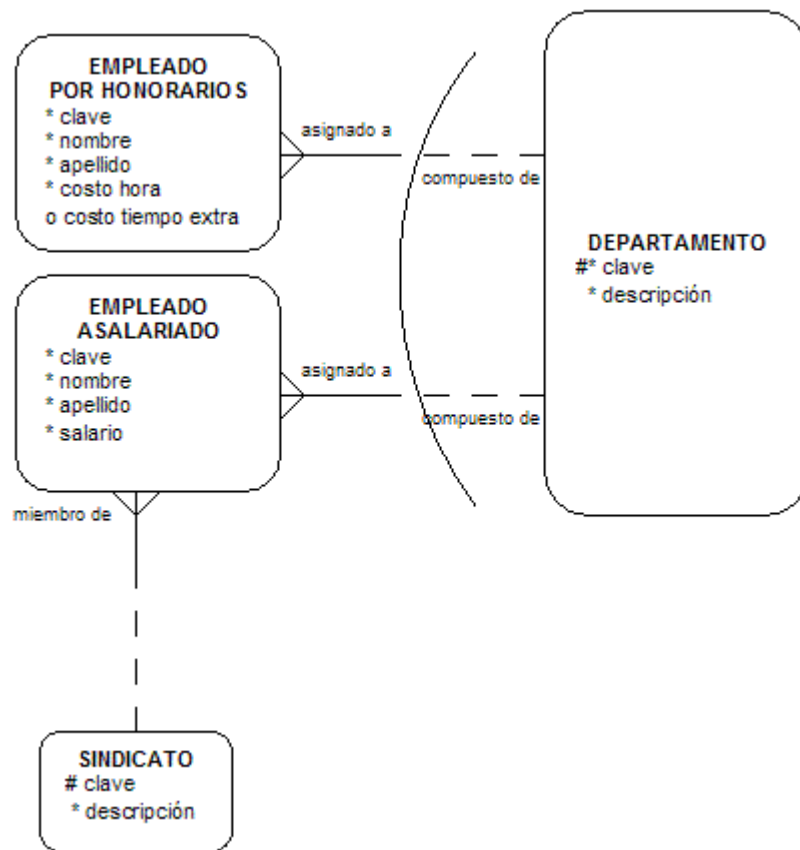 EMPLEADO
POR HONORARIOS
* clave
* nombre
* apellido
* costo hora
o costo tiempo extra
asignado a
compuesto de
DEPARTAMENTO
#* clave
* descripción
EMPLEADO
ASALARIADO
* clave
* nombre
* apellido
* salario
asignado a
compuesto de
miembro de
SINDICATO
# clave
* descripción